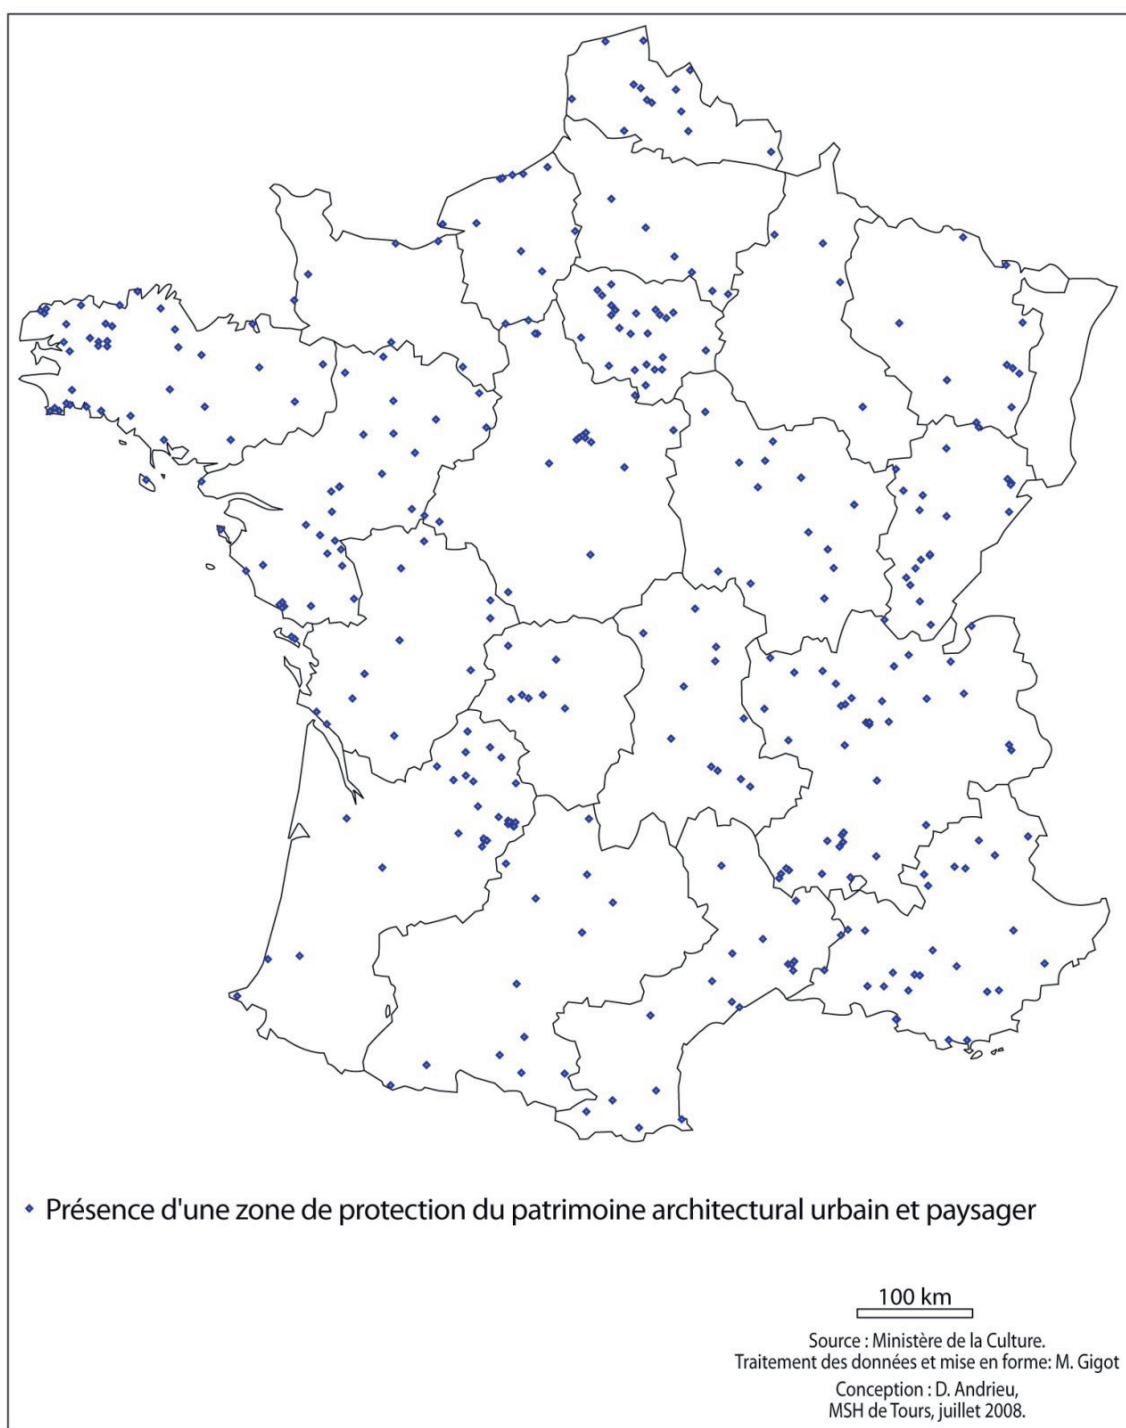 Présence d'une zone de protection du patrimoine architectural urbain et paysager
100 km
Source : Ministère de la Culture.
Traitement des données et mise en forme: M. Gigot
Conception : D. Andrieu,
MSH de Tours, juillet 2008.